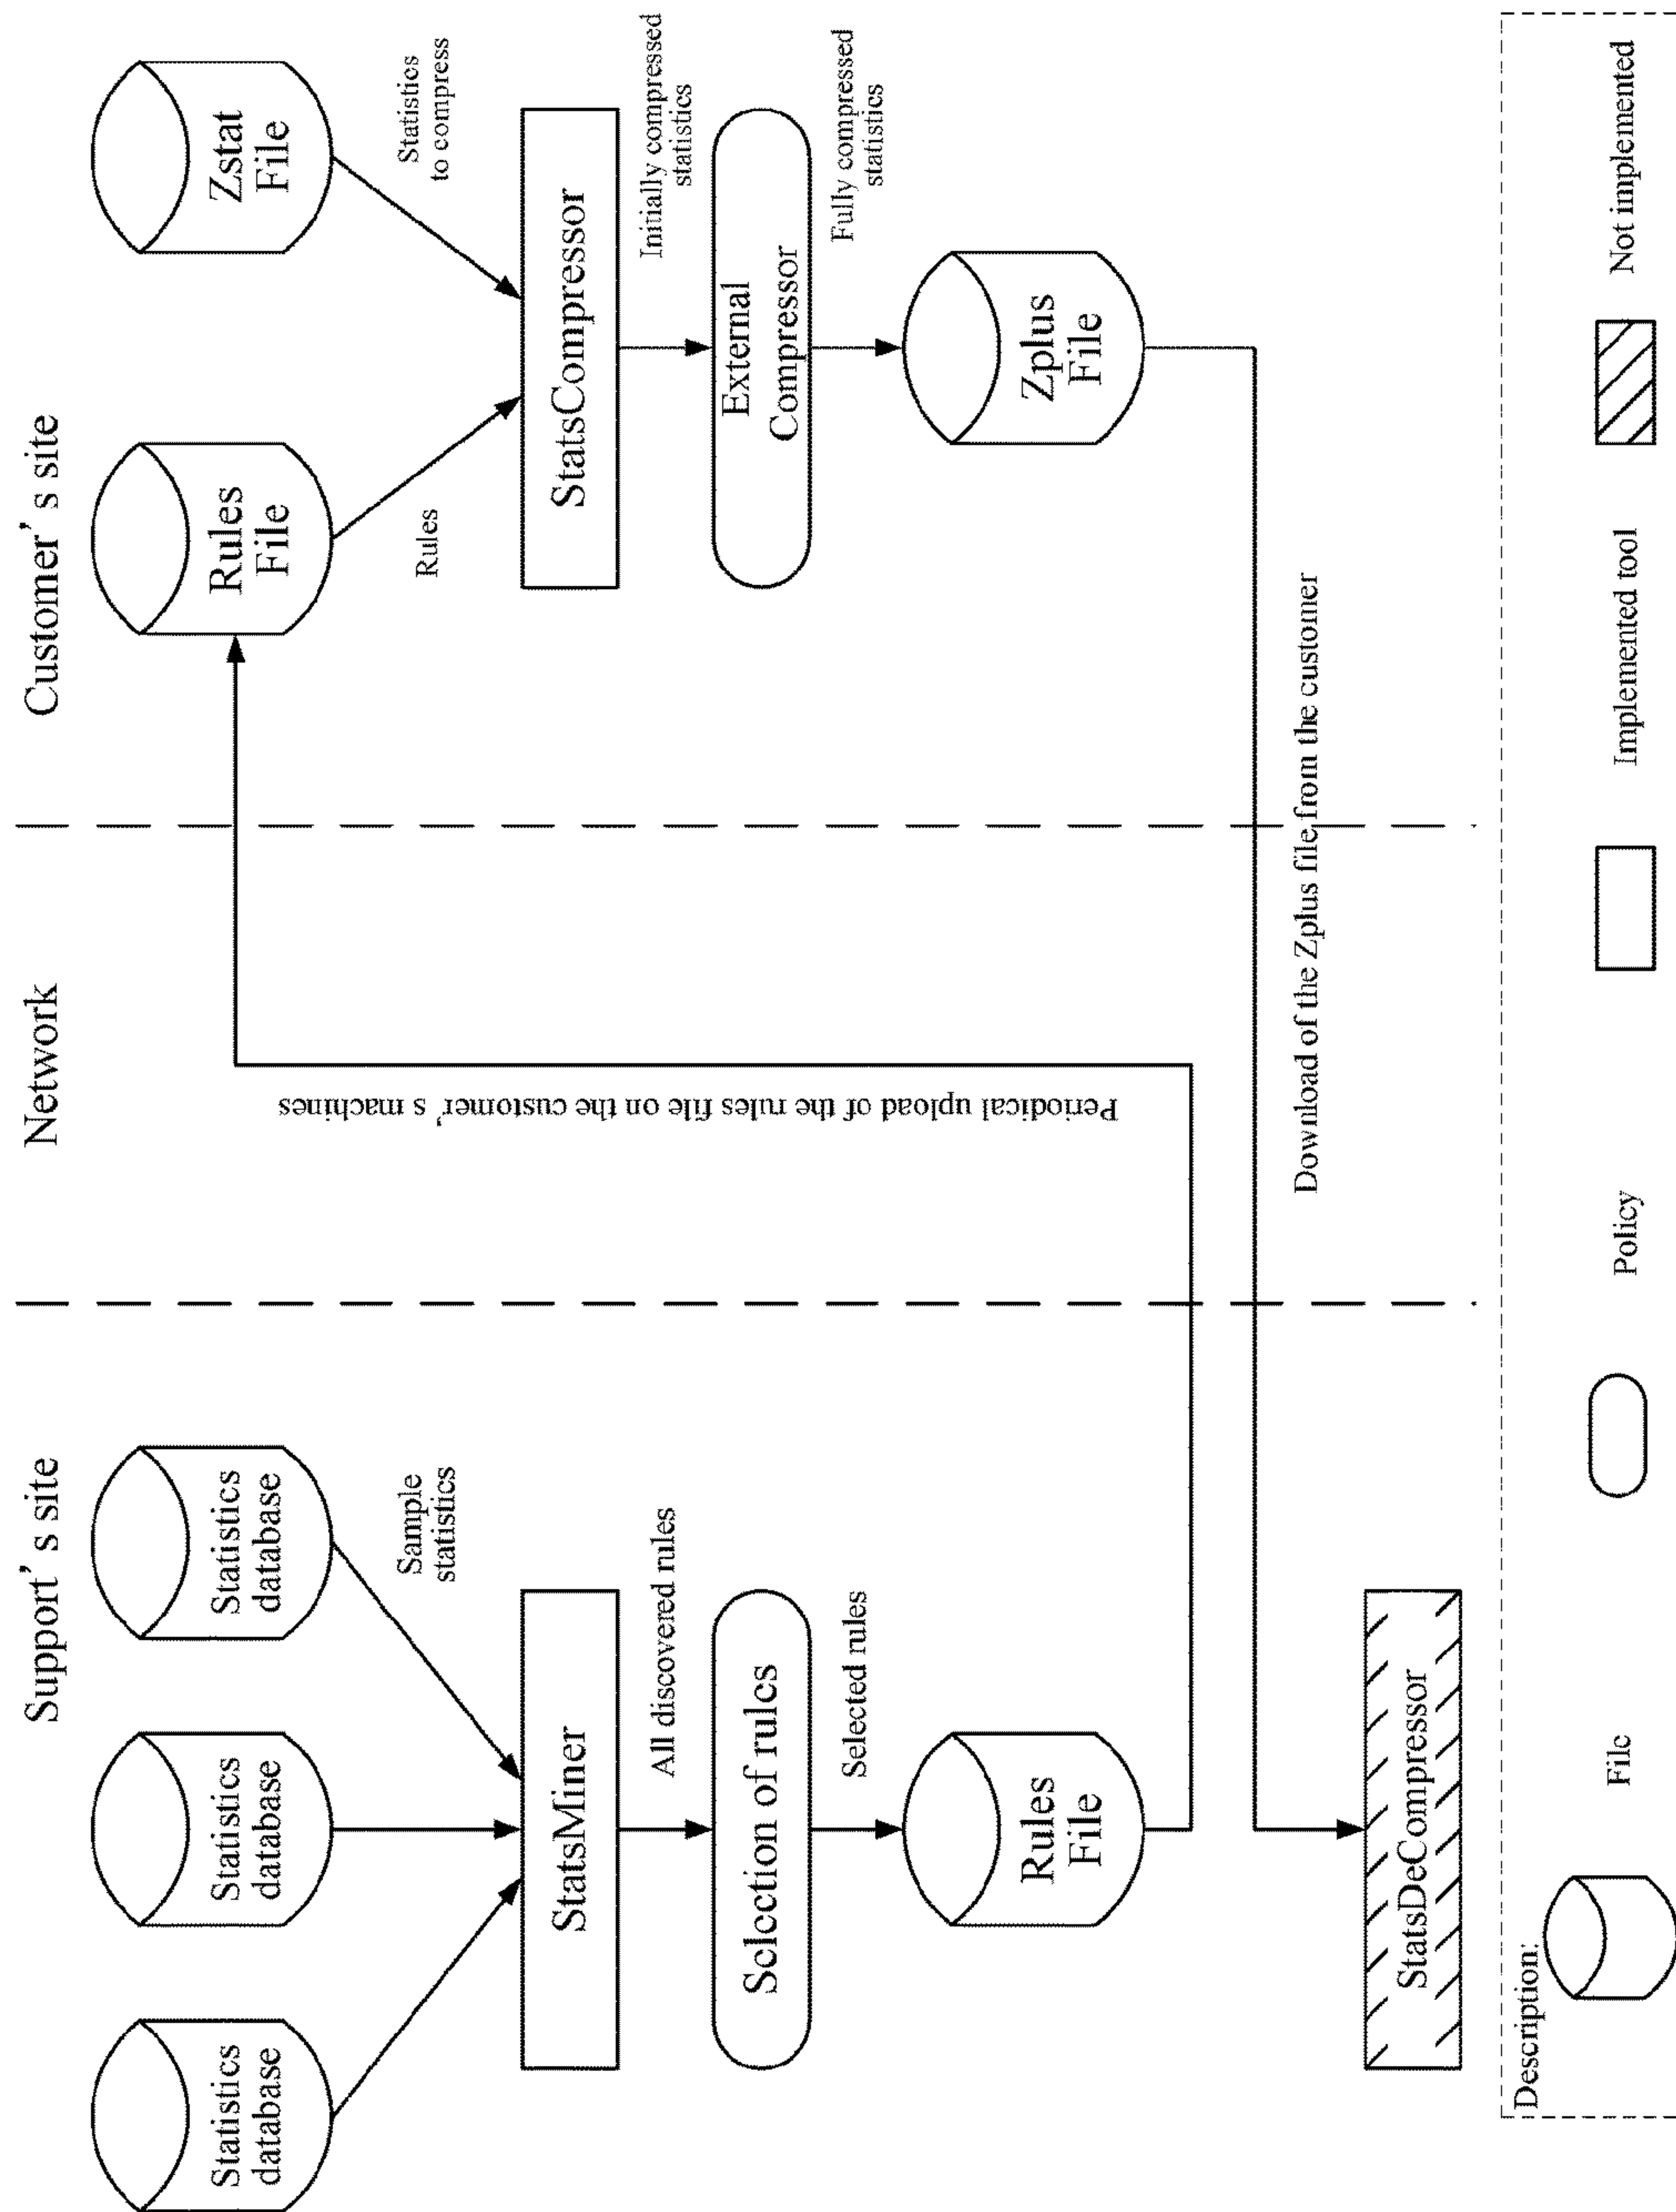 Support's site
Network
Customer's site
Statistics
database
Statistics
database
Statistics
database
Sample
statistics
StatsMiner
All discovered rules
Selection of rules
Selected rules
Rules
File
StatsDeCompressor
Periodical upload of the rules file on the customer's machines
Download of the Zplus file from the customer
Rules
File
Zstat
File
Rules
Statistics
to compress
StatsCompressor
Initially compressed
statistics
External
Compressor
Fully compressed
statistics
Zplus
File
Description:
File
Policy
Implemented tool
Not implemented